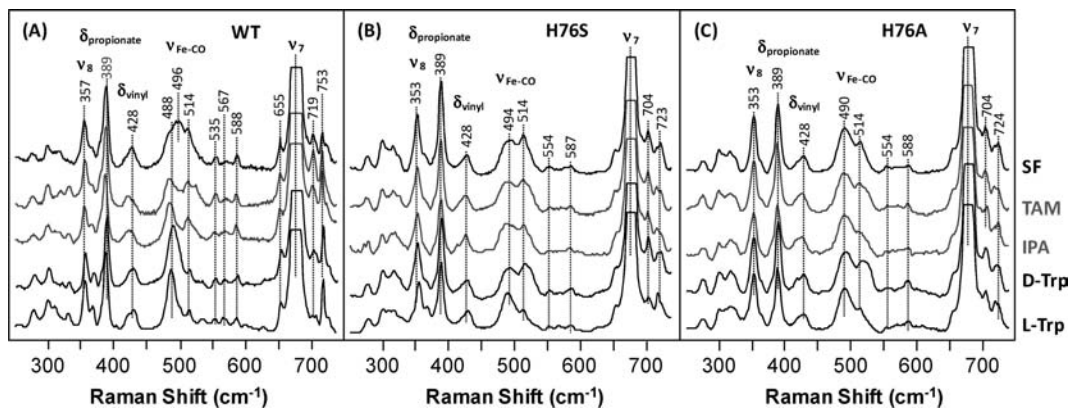 (A) WT
δpropionate
ν8
δvinyl
νFe-CO
ν7
357 389 428 488 496 514 535 567 588 655 719 753
(B) H76S
δpropionate
ν8
δvinyl
νFe-CO
ν7
353 389 428 494 514 554 587 704 723
(C) H76A
δpropionate
ν8
δvinyl
νFe-CO
ν7
353 389 428 490 514 554 588 704 724
SF
TAM
IPA
D-Trp
L-Trp
300 400 500 600 700
300 400 500 600 700
300 400 500 600 700
Raman Shift (cm-1)
Raman Shift (cm-1)
Raman Shift (cm-1)